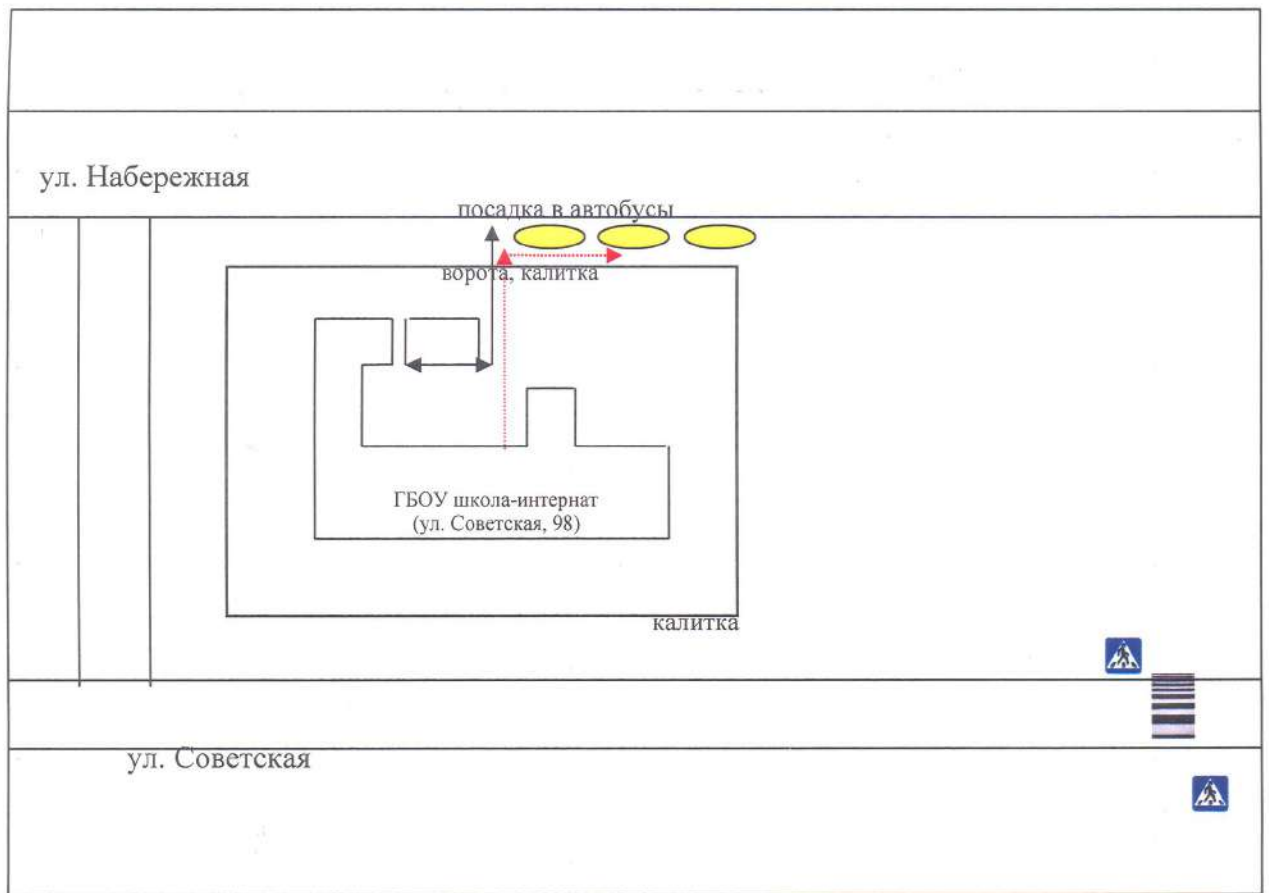 ул. Набережная
посадка в автобусы
ворота, калитка
ГБОУ школа-интернат
(ул. Советская, 98)
калитка
ул. Советская